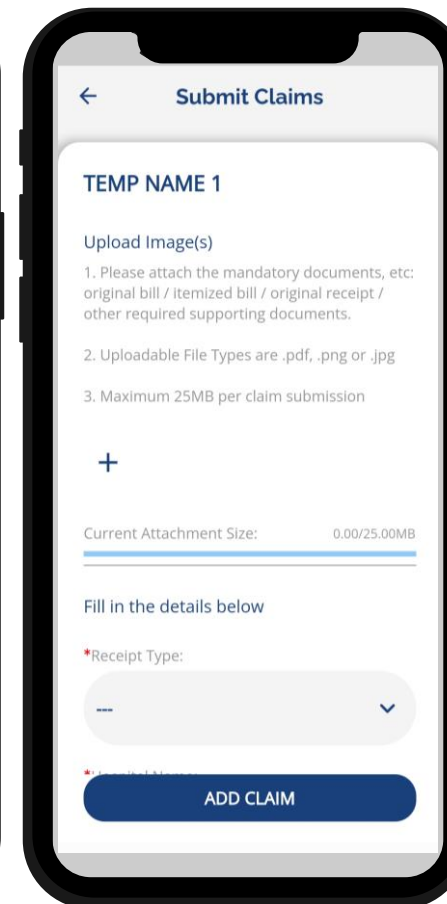 Submit Claims
TEMP NAME 1
Upload Image(s)
1. Please attach the mandatory documents, etc:
original bill / itemized bill / original receipt /
other required supporting documents.
2. Uploadable File Types are .pdf, .png or .jpg
3. Maximum 25MB per claim submission
+
Current Attachment Size: 0.00/25.00MB
Fill in the details below
*Receipt Type:
---
ADD CLAIM